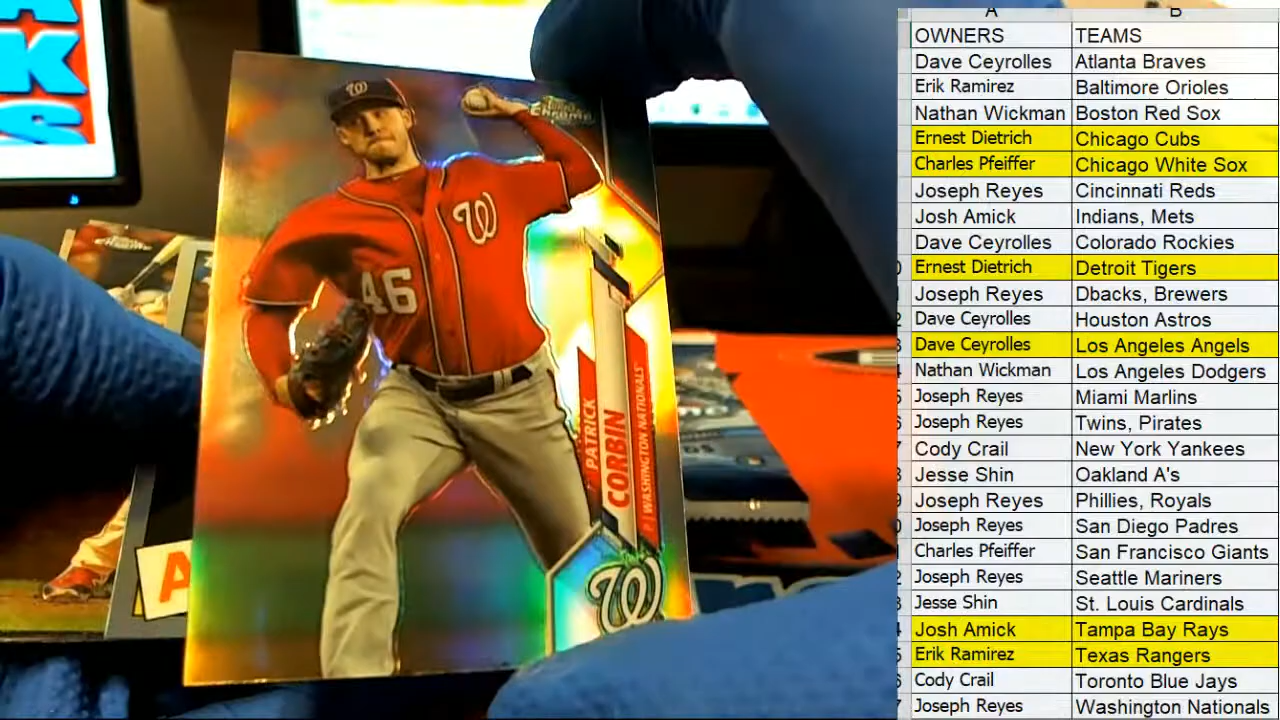 KS
W
W
46
PATRICK
CORBIN
P | WASHINGTON NATIONALS
W
A
A B
OWNERS TEAMS
Dave Ceyrolles Atlanta Braves
Erik Ramirez Baltimore Orioles
Nathan Wickman Boston Red Sox
Ernest Dietrich Chicago Cubs
Charles Pfeiffer Chicago White Sox
Joseph Reyes Cincinnati Reds
Josh Amick Indians, Mets
Dave Ceyrolles Colorado Rockies
Ernest Dietrich Detroit Tigers
Joseph Reyes Dbacks, Brewers
Dave Ceyrolles Houston Astros
Dave Ceyrolles Los Angeles Angels
Nathan Wickman Los Angeles Dodgers
Joseph Reyes Miami Marlins
Joseph Reyes Twins, Pirates
Cody Crail New York Yankees
Jesse Shin Oakland A's
Joseph Reyes Phillies, Royals
Joseph Reyes San Diego Padres
Charles Pfeiffer San Francisco Giants
Joseph Reyes Seattle Mariners
Jesse Shin St. Louis Cardinals
Josh Amick Tampa Bay Rays
Erik Ramirez Texas Rangers
Cody Crail Toronto Blue Jays
Joseph Reyes Washington Nationals